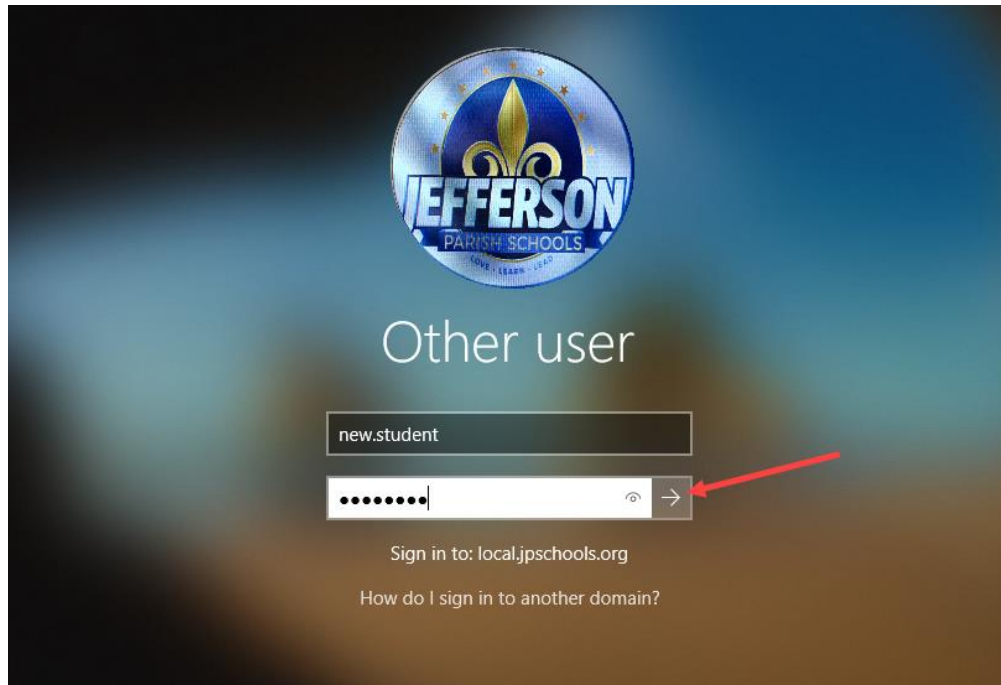 JEFFERSON
PARISH SCHOOLS
LOVE - LEARN - LEAD
Other user
new.student
Sign in to: local.jpschools.org
How do I sign in to another domain?